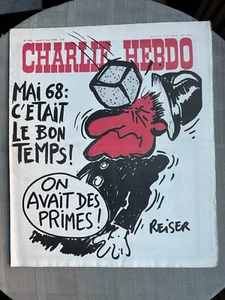 CHARLIE HEBDO
MAI 68:
C'ETAIT
LE BON
TEMPS!
ON
AVAIT DES
PRIMES!
REISER